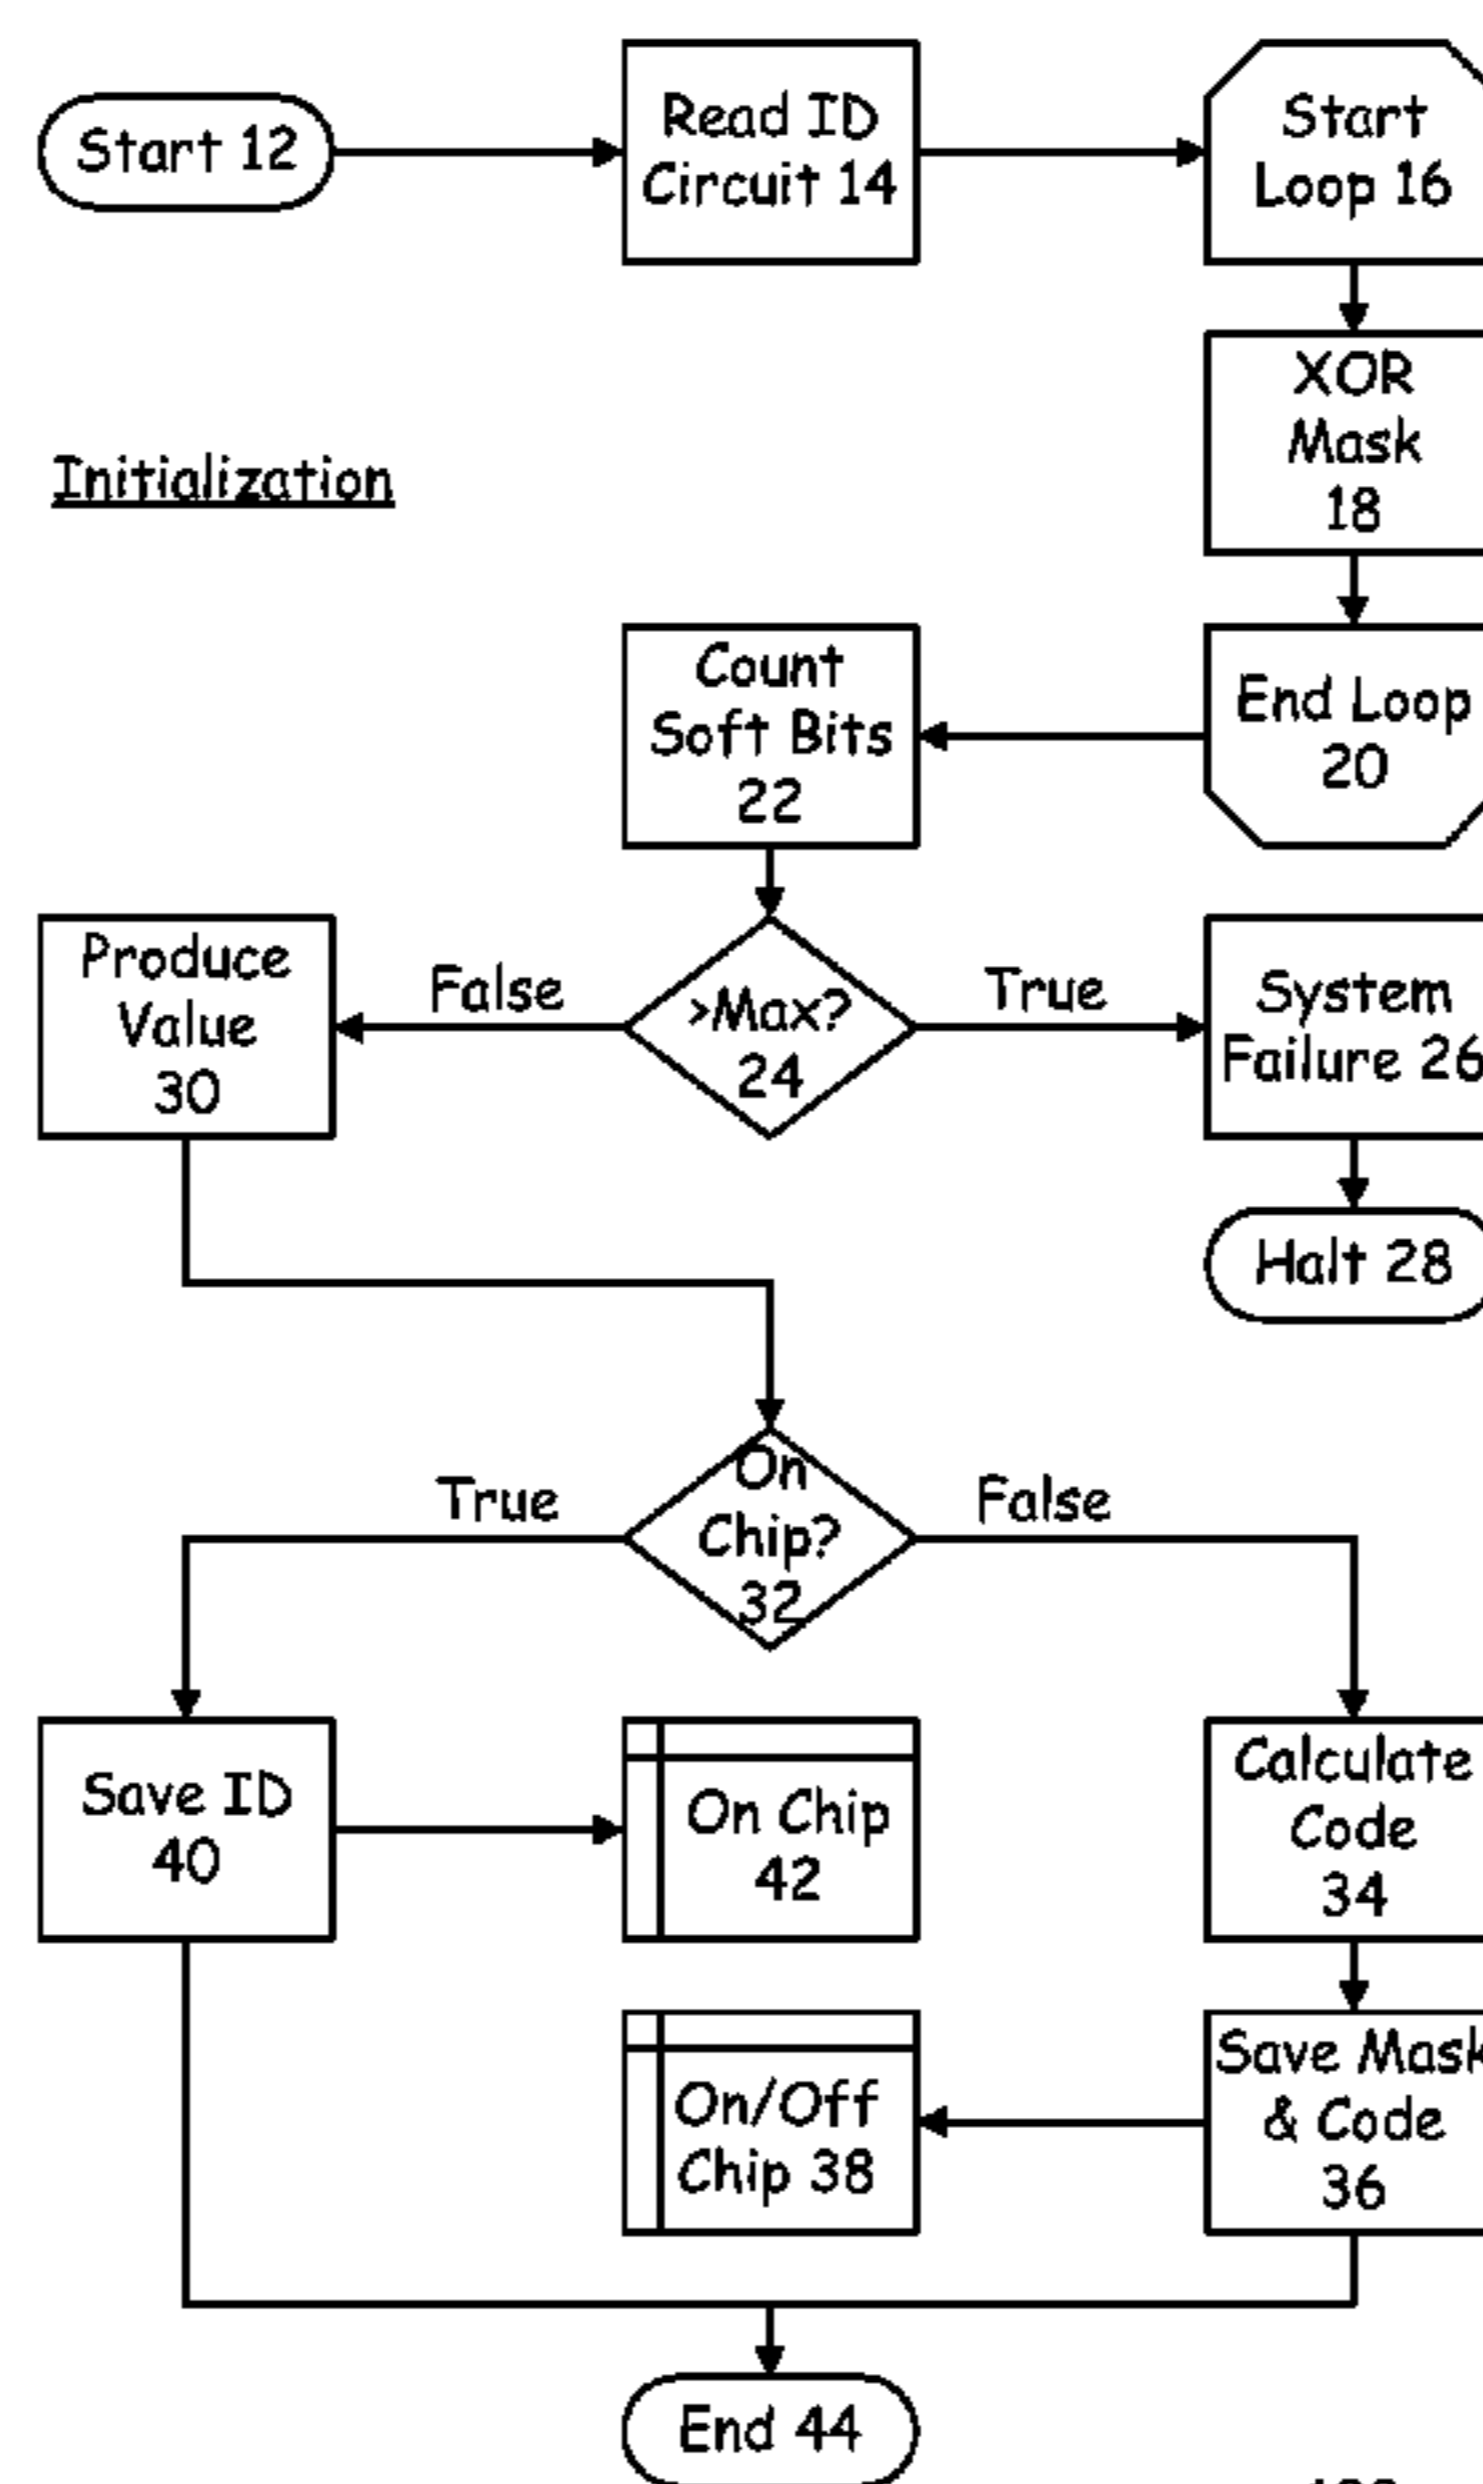 Start 12
Read ID
Circuit 14
Start
Loop 16
XOR
Mask
18
Initialization
End Loop
20
Count
Soft Bits
22
>Max?
24
False
True
Produce
Value
30
System
Failure 26
Halt 28
On
Chip?
32
True
False
Save ID
40
On Chip
42
Calculate
Code
34
Save Mask
& Code
36
On/Off
Chip 38
End 44